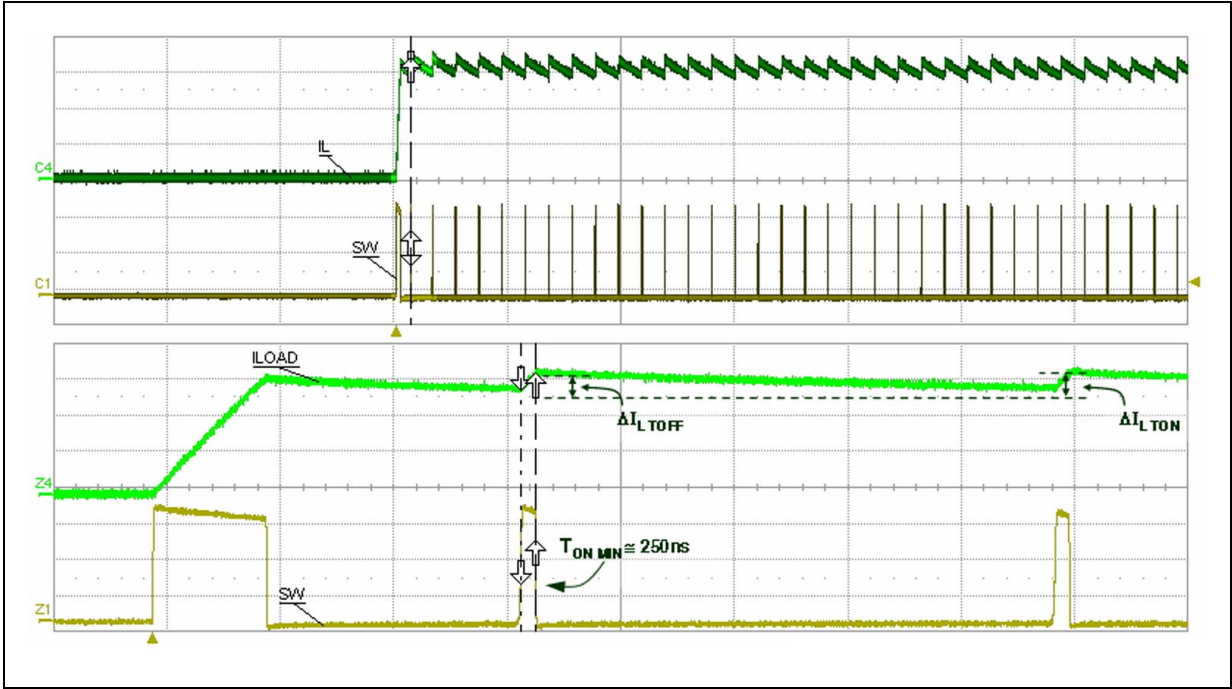 C4
IL
SW
C1
ILOAD
ΔIL TOFF
ΔIL TON
Z4
TON MIN ≅ 250ns
SW
Z1